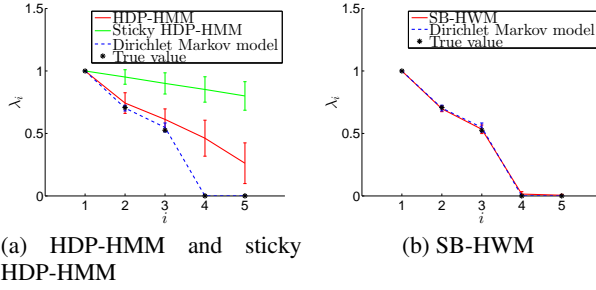 HDP-HMM
Sticky HDP-HMM
Dirichlet Markov model
True value
1.5
1
0.5
0
λi
1 2 3 4 5
i
(a) HDP-HMM and sticky
HDP-HMM
SB-HWM
Dirichlet Markov model
True value
1.5
1
0.5
0
λi
1 2 3 4 5
i
(b) SB-HWM